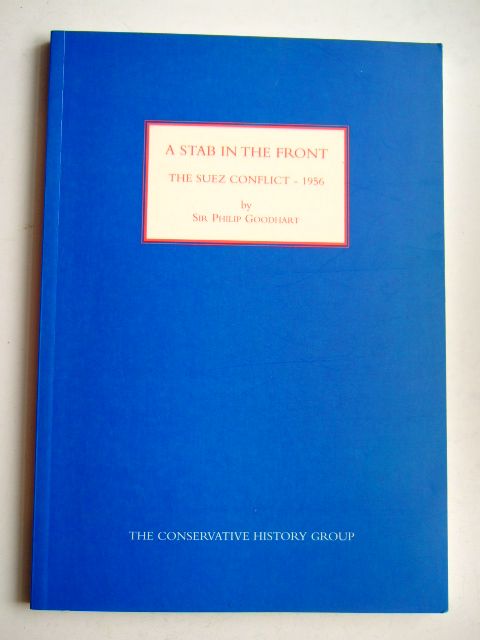 A STAB IN THE FRONT
THE SUEZ CONFLICT - 1956
by
SIR PHILIP GOODHART
THE CONSERVATIVE HISTORY GROUP